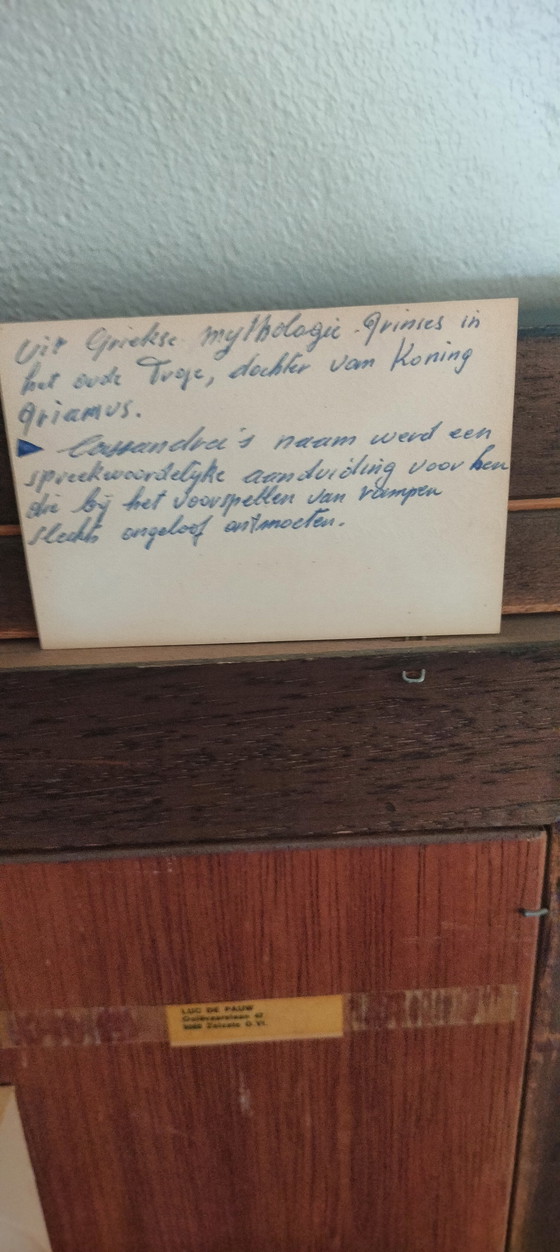 Uit Griekse mythologie. Prinses in
het oude Troje, dochter van Koning
Priamus.
Cassandra's naam werd een
spreekwoordelijke aanduiding voor hen
die bij het voorspellen van rampen
slechts ongeloof ontmoeten.
LUC DE PAUW
O.Vl.